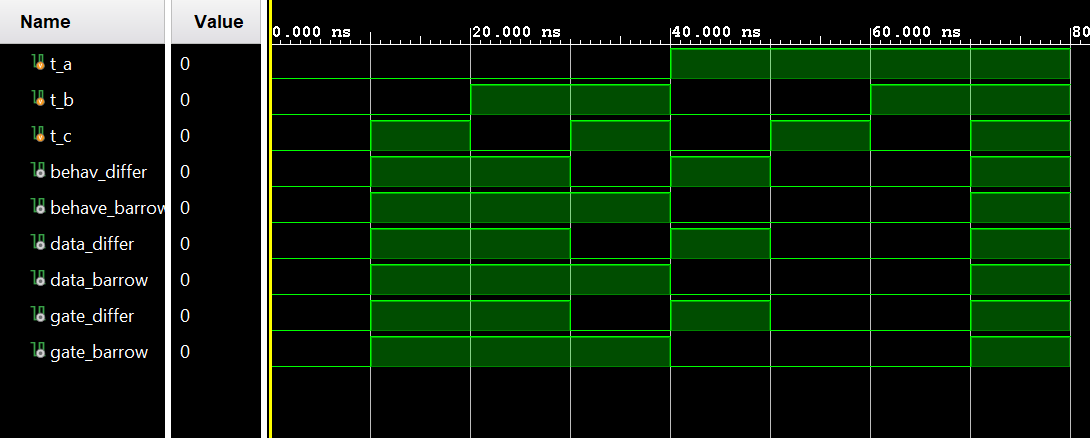 Name Value
0.000 ns 20.000 ns 40.000 ns 60.000 ns 80
t_a 0
t_b 0
t_c 0
behav_differ 0
behave_barrow 0
data_differ 0
data_barrow 0
gate_differ 0
gate_barrow 0